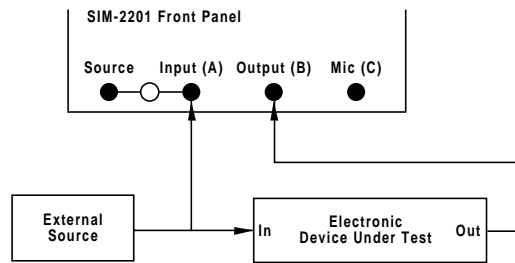 SIM-2201 Front Panel
Source Input (A) Output (B) Mic (C)
External
Source
In Electronic
Device Under Test Out